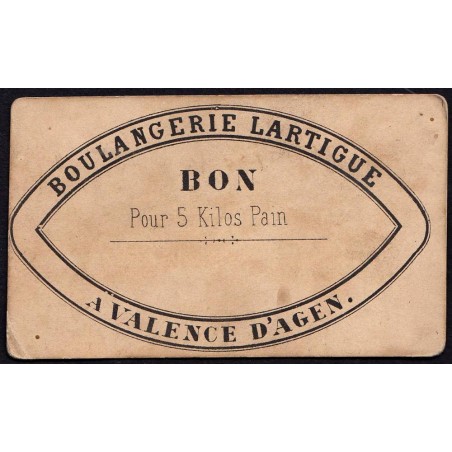 BOULANGERIE LARTIGUE
BON
Pour 5 Kilos Pain
A VALENCE D'AGEN.